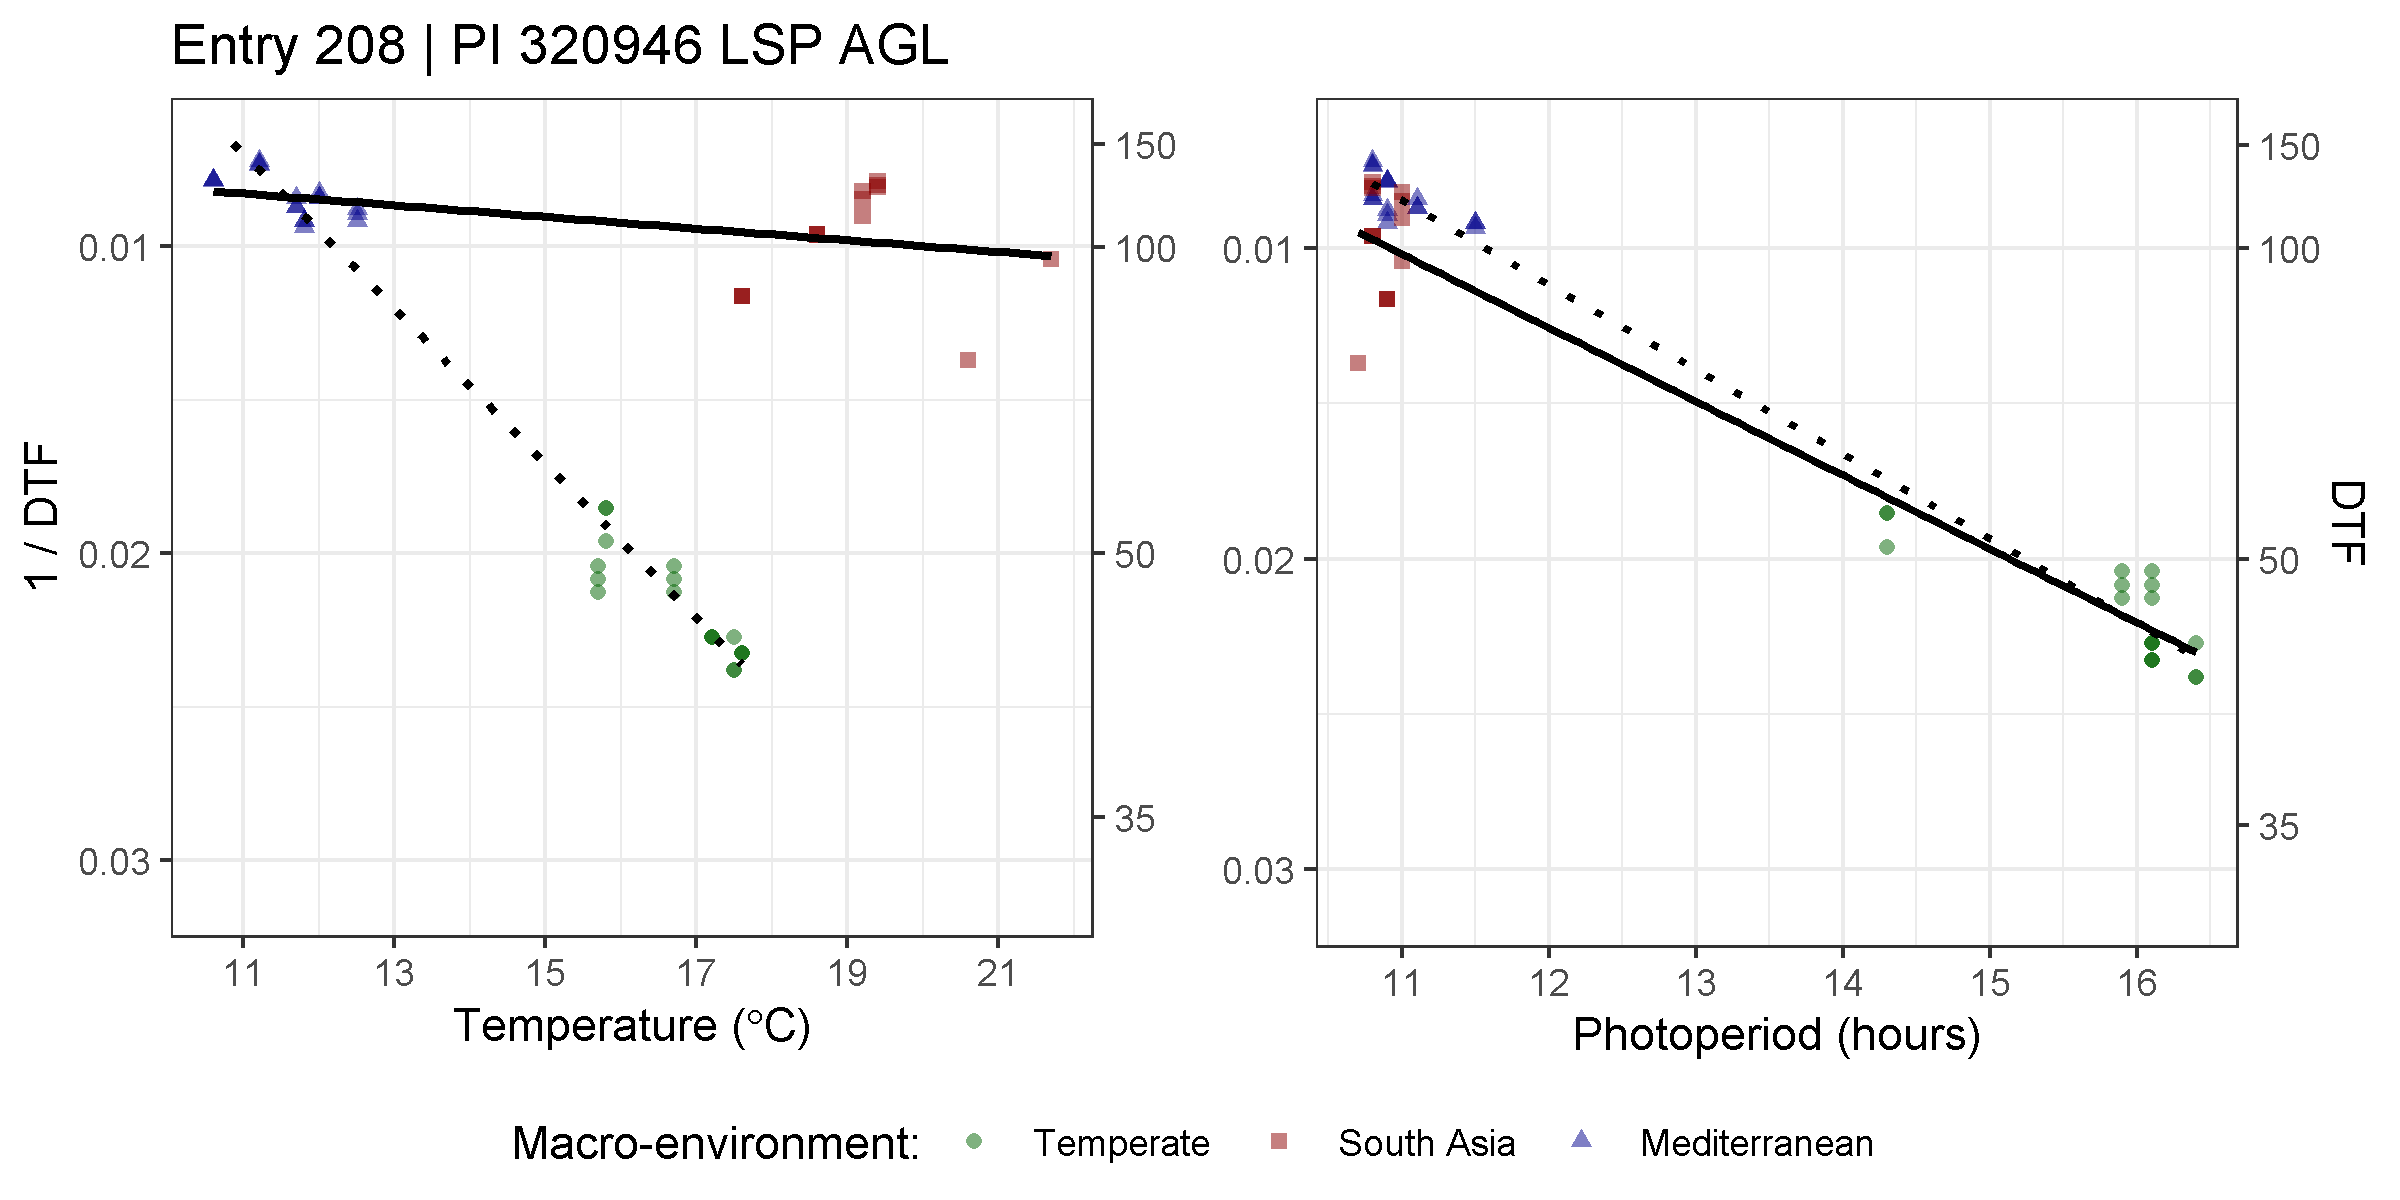 Entry 208 | PI 320946 LSP AGL
1 / DTF
0.01
0.02
0.03
150
100
50
35
11 13 15 17 19 21
Temperature (°C)
0.01
0.02
0.03
150
100
50
35
DTF
11 12 13 14 15 16
Photoperiod (hours)
Macro-environment: Temperate South Asia Mediterranean